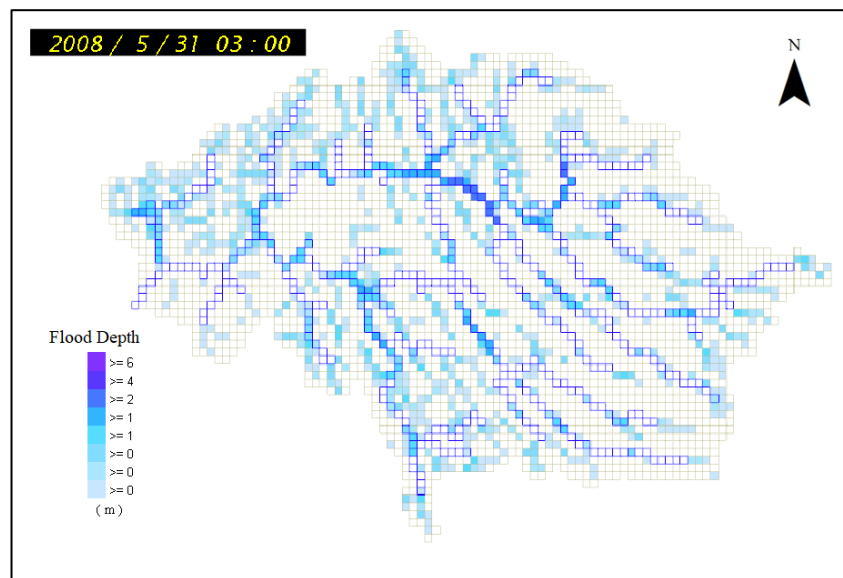 2008 / 5 / 31 03 : 00
N
Flood Depth
>= 6
>= 4
>= 2
>= 1
>= 1
>= 0
>= 0
>= 0
( m )